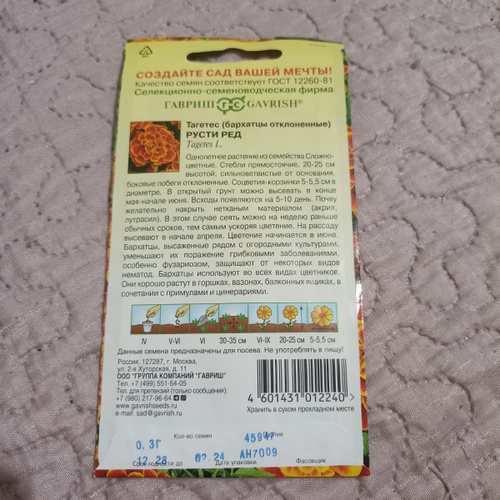 СОЗДАЙТЕ САД ВАШЕЙ МЕЧТЫ!
Качество семян соответствует ГОСТ 12260-81
Селекционно-семеноводческая фирма
ГАВРИШ GAVRISH®
Тагетес (бархатцы отклоненные)
РУСТИ РЕД
Tagetes L.
Однолетнее растение из семейства Сложно-
цветные. Стебли прямостоячие, 20-25 см
высотой, сильноветвистые от основания,
боковые побеги отклоненные. Соцветия-корзинки 5-5,5 см в
диаметре. В открытый грунт можно высевать в конце
мая-начале июня. Всходы появляются на 5-10 день. Почву
желательно накрыть нетканым материалом (акрил,
лутрасил). В этом случае сеять можно на неделю раньше
обычных сроков, тем самым ускоряя цветение. На рассаду
высевают в начале апреля. Цветение начинается в июне.
Бархатцы, высаженные рядом с огородными культурами,
уменьшают их поражение грибковыми заболеваниями,
особенно фузариозом, защищают от некоторых видов
нематод. Бархатцы используют во всех видах цветников.
Они хорошо растут в горшках, вазонах, балконных ящиках, в
сочетании с примулами и цинерариями.
IV V-VI VI 30-35 см VI-IX 20-25 см 5-5,5 см
Данные семена предназначены для посева. Не употреблять в пищу!
Россия, 127287, г. Москва,
ул. 2-я Хуторская, д. 11
ООО "ГРУППА КОМПАНИЙ "ГАВРИШ"
Тел. +7 (499) 551-54-05
Тел. для претензий (только сообщения):
+7 (980) 217-96-64
www.gavrishseeds.ru
e-mail: sad@gavrish.ru
4 601431 012240
Хранить в сухом прохладном месте
Кол-во семян Партия
0,3Г 45947
12.28 02.24 АН7009
Срок годности до Дата упаковки Фасовщик